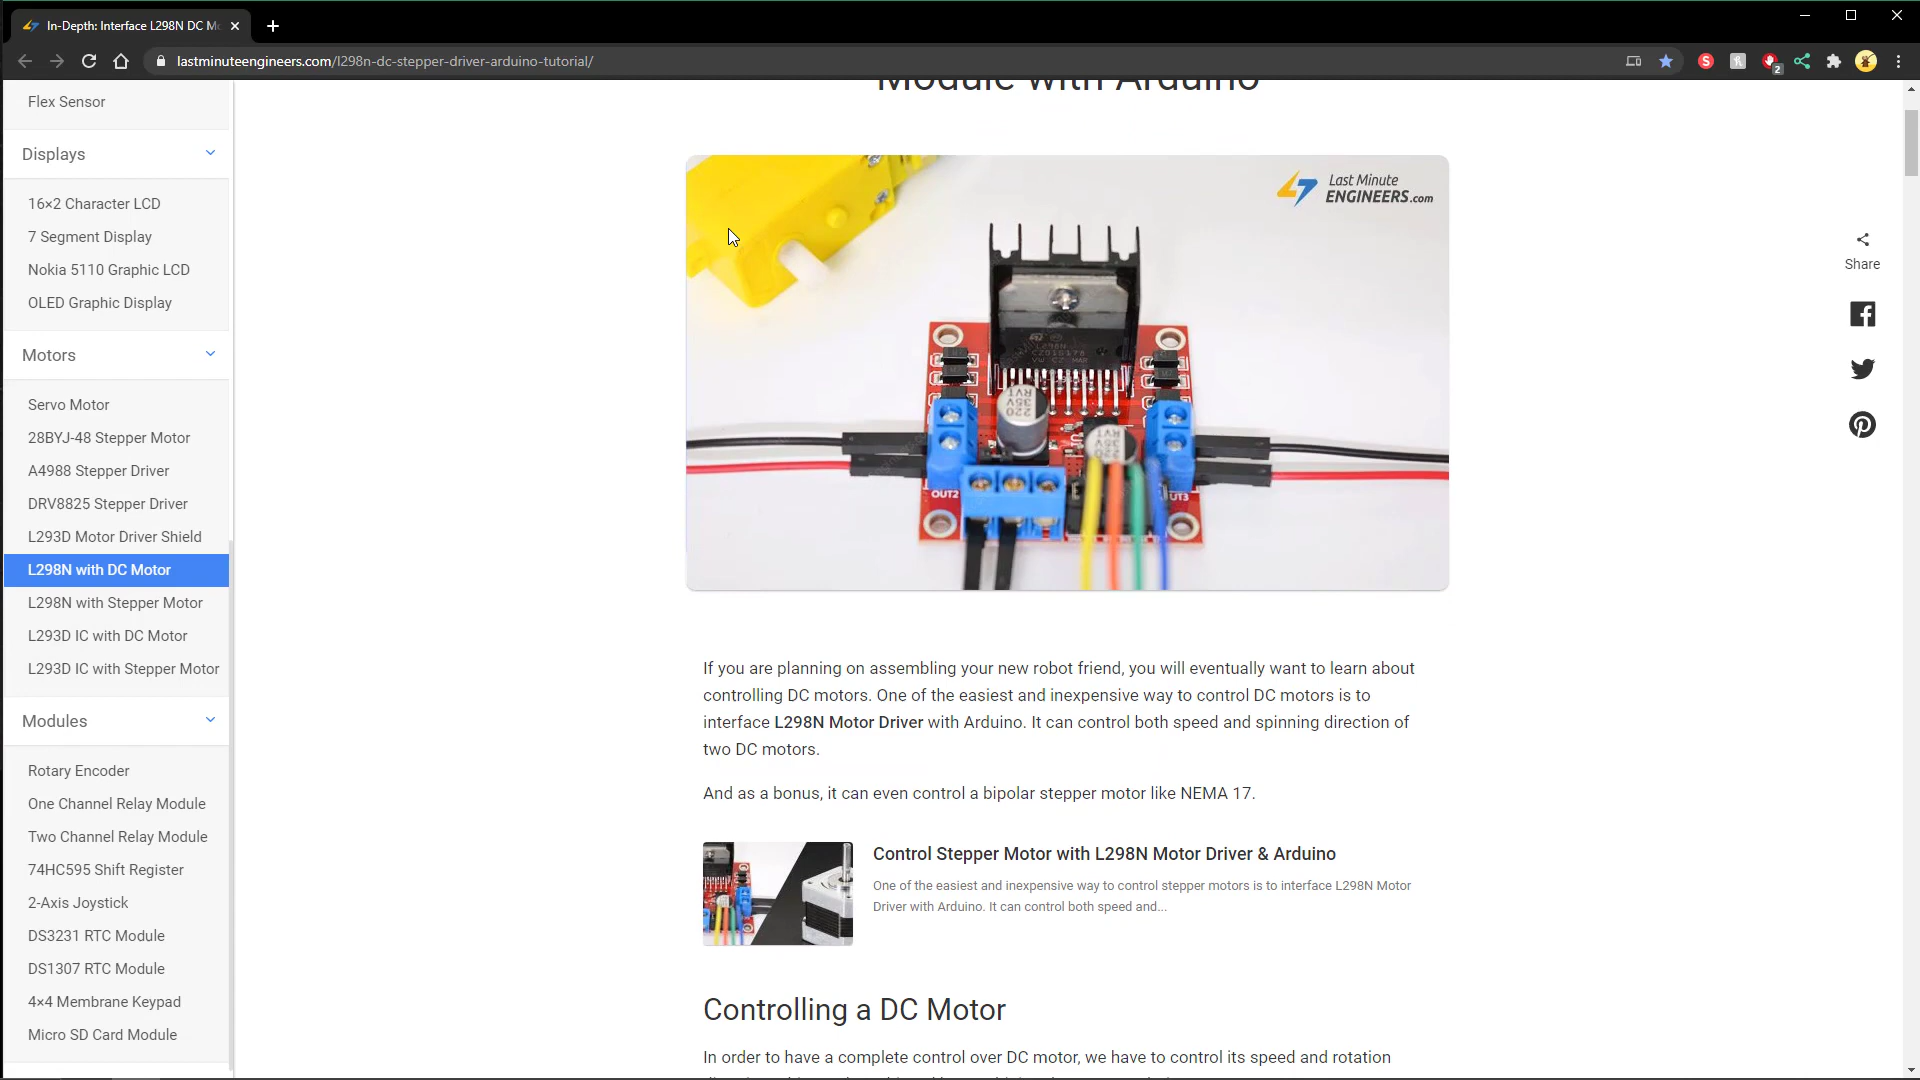 In-Depth: Interface L298N DC Mo
lastminuteengineers.com/l298n-dc-stepper-driver-arduino-tutorial/
2
Flex Sensor
Displays
16×2 Character LCD
7 Segment Display
Nokia 5110 Graphic LCD
OLED Graphic Display
Motors
Servo Motor
28BYJ-48 Stepper Motor
A4988 Stepper Driver
DRV8825 Stepper Driver
L293D Motor Driver Shield
L298N with DC Motor
L298N with Stepper Motor
L293D IC with DC Motor
L293D IC with Stepper Motor
Modules
Rotary Encoder
One Channel Relay Module
Two Channel Relay Module
74HC595 Shift Register
2-Axis Joystick
DS3231 RTC Module
DS1307 RTC Module
4×4 Membrane Keypad
Micro SD Card Module
Module with Arduino
Last Minute
ENGINEERS.com
220
35V
RVT
OUT2
UT3
If you are planning on assembling your new robot friend, you will eventually want to learn about
controlling DC motors. One of the easiest and inexpensive way to control DC motors is to
interface L298N Motor Driver with Arduino. It can control both speed and spinning direction of
two DC motors.
And as a bonus, it can even control a bipolar stepper motor like NEMA 17.
Control Stepper Motor with L298N Motor Driver & Arduino
One of the easiest and inexpensive way to control stepper motors is to interface L298N Motor
Driver with Arduino. It can control both speed and...
Controlling a DC Motor
In order to have a complete control over DC motor, we have to control its speed and rotation
Share